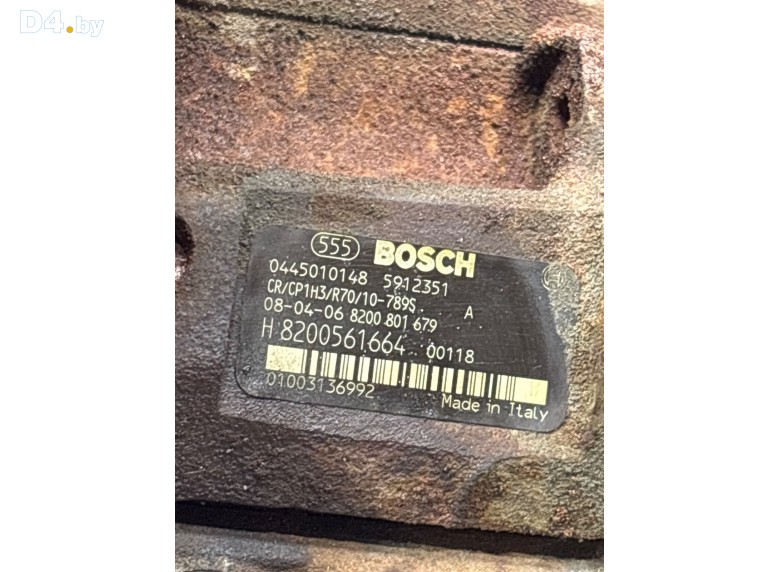 D4.by
555 BOSCH
0445010148 5912351
CR/CP1H3/R70/10-789S A
08-04-06 8200 801 679
H 8200561664 00118
01003136992
Made in Italy